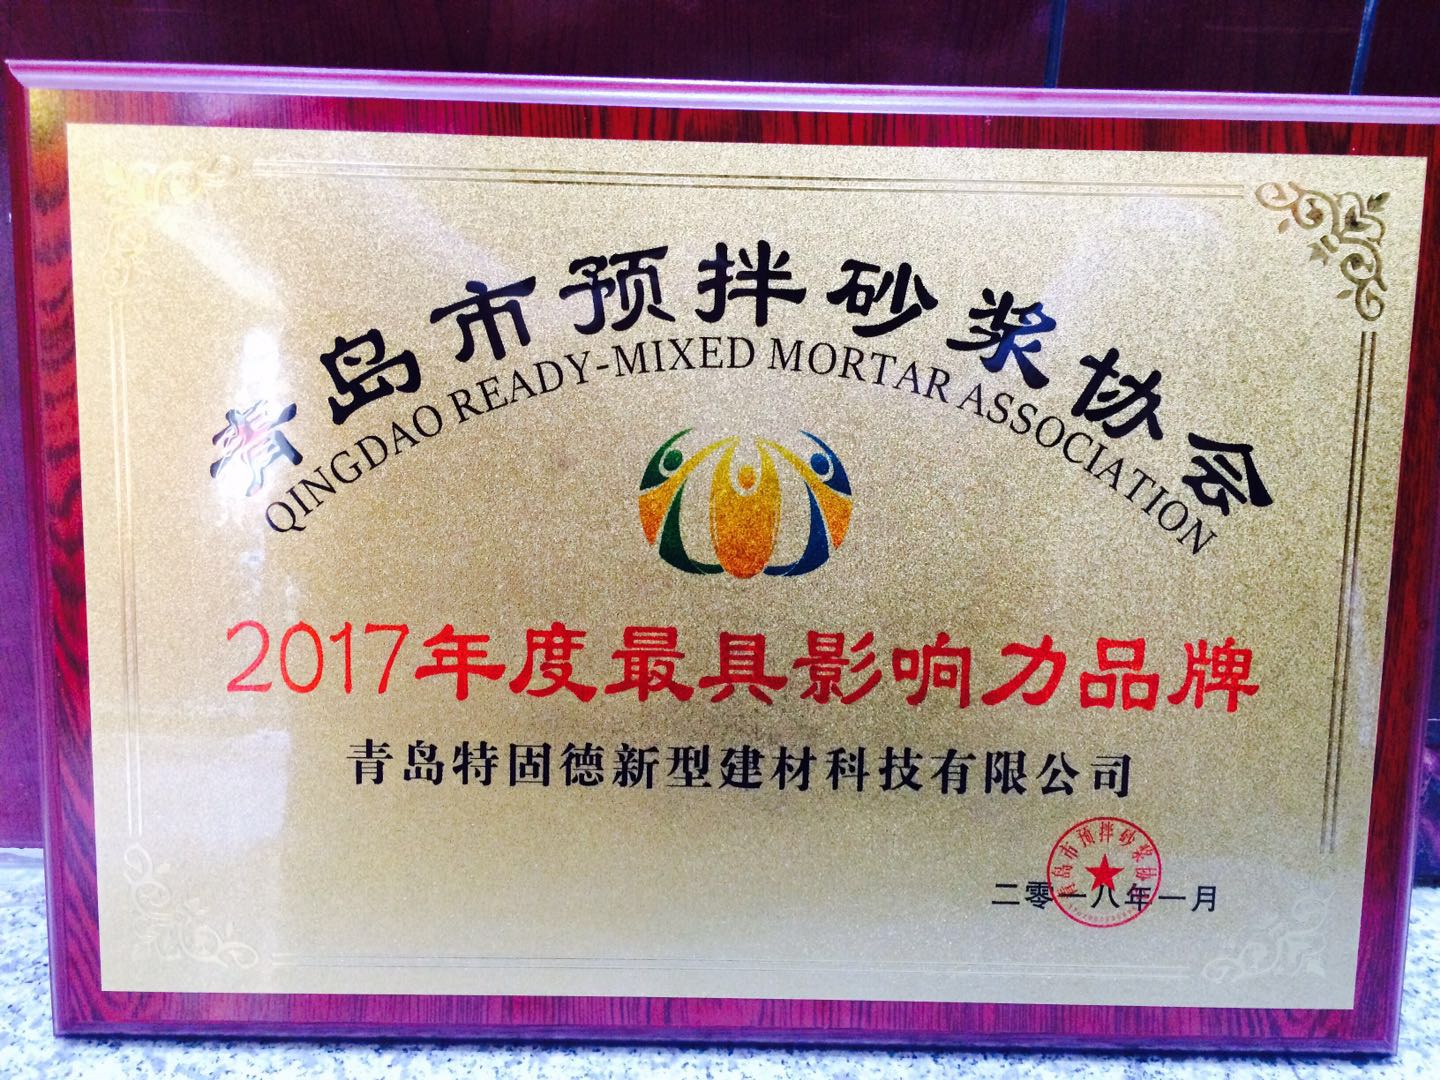 青岛市预拌砂浆协会
QINGDAO READY-MIXED MORTAR ASSOCIATION
2017年度最具影响力品牌
青岛特固德新型建材科技有限公司
青岛市预拌砂浆协
二零一八年一月